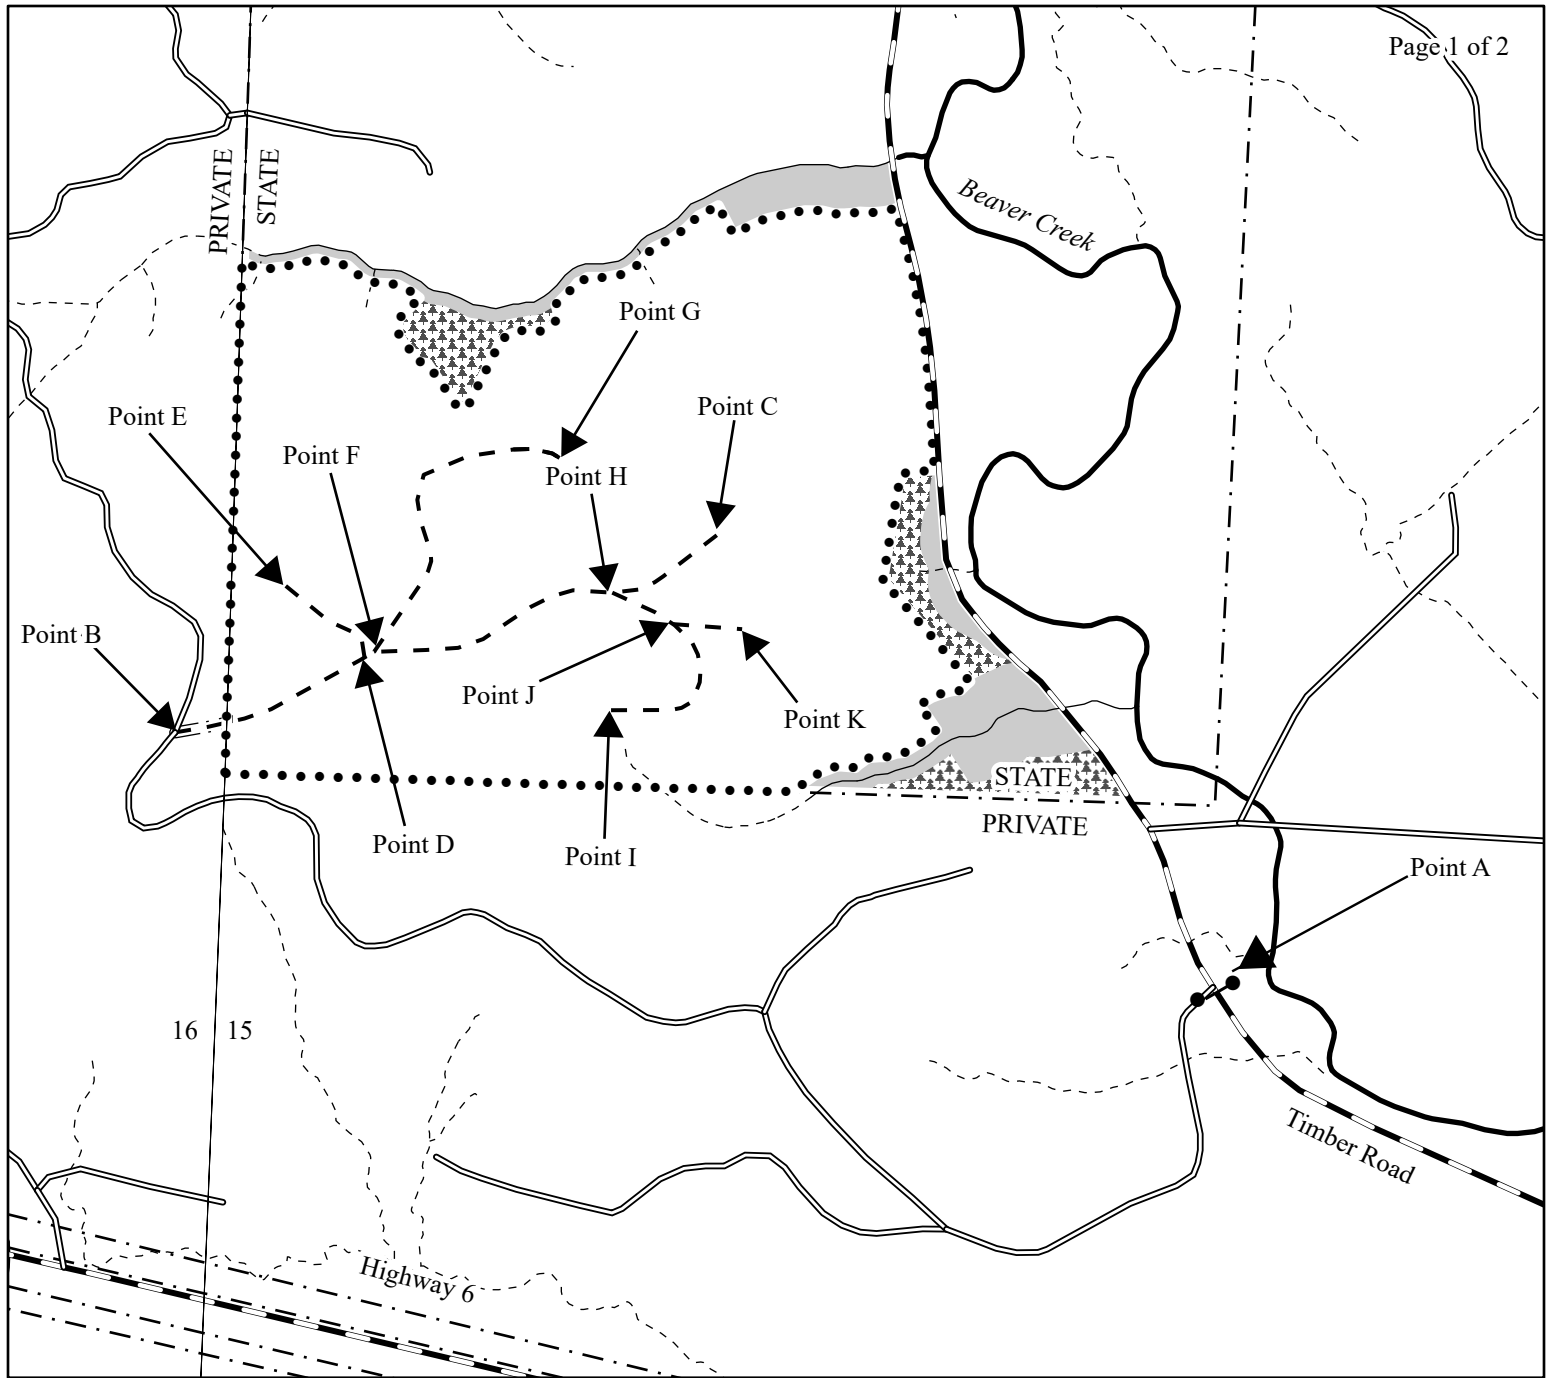 Page 1 of 2
PRIVATE
STATE
Beaver Creek
Point G
Point C
Point E
Point F
Point H
Point B
Point J
Point K
STATE
PRIVATE
Point D
Point I
Point A
16 15
Timber Road
Highway 6